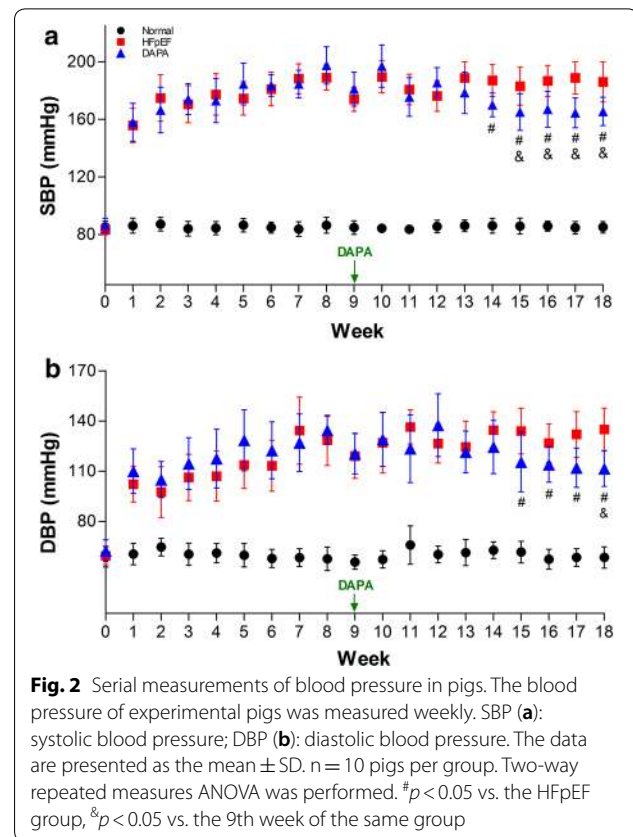 a
Normal
HFpEF
DAPA
SBP (mmHg)
200
160
120
80
# # # # #
& & & &
DAPA
0 1 2 3 4 5 6 7 8 9 10 11 12 13 14 15 16 17 18
Week
b
DBP (mmHg)
170
140
110
80
# # # #
&
DAPA
0 1 2 3 4 5 6 7 8 9 10 11 12 13 14 15 16 17 18
Week
Fig. 2 Serial measurements of blood pressure in pigs. The blood
pressure of experimental pigs was measured weekly. SBP (a):
systolic blood pressure; DBP (b): diastolic blood pressure. The data
are presented as the mean ± SD. n = 10 pigs per group. Two-way
repeated measures ANOVA was performed. #p < 0.05 vs. the HFpEF
group, &p < 0.05 vs. the 9th week of the same group